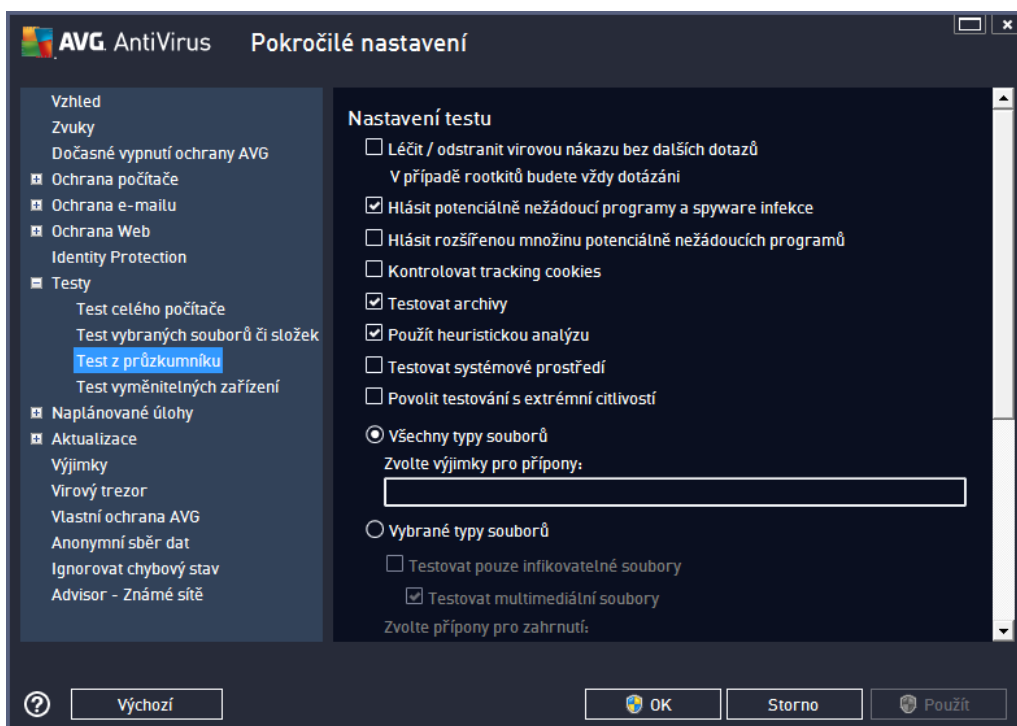 AVG. AntiVirus Pokročilé nastavení
Vzhled
Zvuky
Dočasné vypnutí ochrany AVG
Ochrana počítače
Ochrana e-mailu
Ochrana Web
Identity Protection
Testy
Test celého počítače
Test vybraných souborů či složek
Test z průzkumníku
Test vyměnitelných zařízení
Naplánované úlohy
Aktualizace
Výjimky
Virový trezor
Vlastní ochrana AVG
Anonymní sběr dat
Ignorovat chybový stav
Advisor - Známé sítě
Nastavení testu
Léčit / odstranit virovou nákazu bez dalších dotazů
V případě rootkitů budete vždy dotázáni
Hlásit potenciálně nežádoucí programy a spyware infekce
Hlásit rozšířenou množinu potenciálně nežádoucích programů
Kontrolovat tracking cookies
Testovat archivy
Použít heuristickou analýzu
Testovat systémové prostředí
Povolit testování s extrémní citlivostí
Všechny typy souborů
Zvolte výjimky pro přípony:
Vybrané typy souborů
Testovat pouze infikovatelné soubory
Testovat multimediální soubory
Zvolte přípony pro zahrnutí:
Výchozí
OK
Storno
Použít